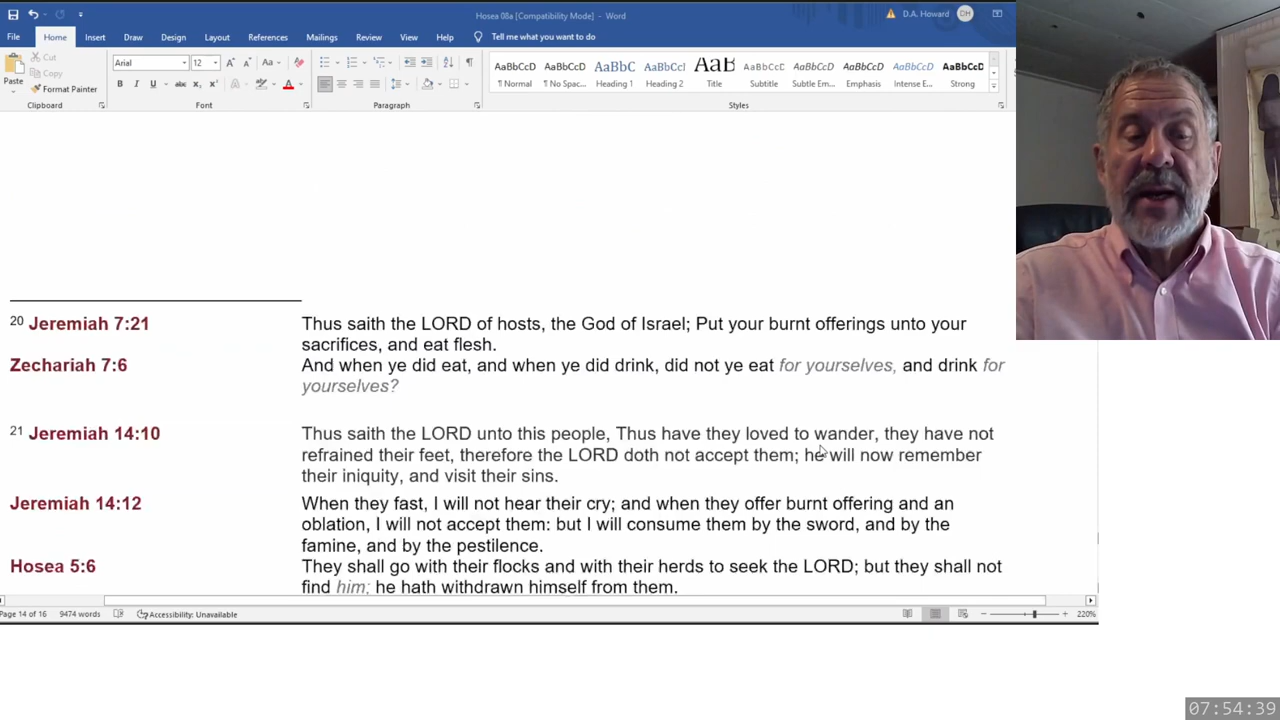 Hosea 08a [Compatibility Mode] - Word
D.A. Howard
DH
File Home Insert Draw Design Layout References Mailings Review View Help Tell me what you want to do
Cut
Copy
Paste
Format Painter
Arial 12
Clipboard Font Paragraph Styles
AaBbCcD AaBbCcD AaBbC AaBbCcl AaB AaBbCcD AaBbCcD AaBbCcD AaBbCcD AaBbCcD
¶ Normal ¶ No Spac... Heading 1 Heading 2 Title Subtitle Subtle Em... Emphasis Intense E... Strong
20 Jeremiah 7:21 Thus saith the LORD of hosts, the God of Israel; Put your burnt offerings unto your
sacrifices, and eat flesh.
Zechariah 7:6 And when ye did eat, and when ye did drink, did not ye eat for yourselves, and drink for
yourselves?
21 Jeremiah 14:10 Thus saith the LORD unto this people, Thus have they loved to wander, they have not
refrained their feet, therefore the LORD doth not accept them; he will now remember
their iniquity, and visit their sins.
Jeremiah 14:12 When they fast, I will not hear their cry; and when they offer burnt offering and an
oblation, I will not accept them: but I will consume them by the sword, and by the
famine, and by the pestilence.
Hosea 5:6 They shall go with their flocks and with their herds to seek the LORD; but they shall not
find him; he hath withdrawn himself from them.
Page 14 of 16 9474 words Accessibility: Unavailable 220%
07:54:39